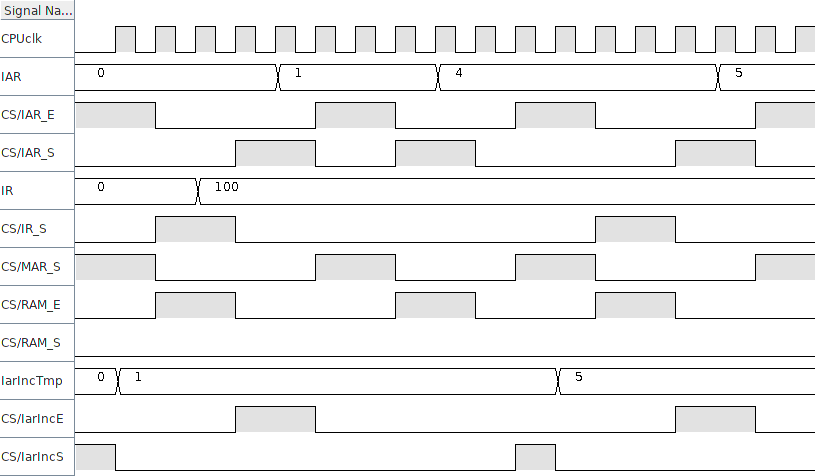 Signal Na...
CPUclk
IAR 0 1 4 5
CS/IAR_E
CS/IAR_S
IR 0 100
CS/IR_S
CS/MAR_S
CS/RAM_E
CS/RAM_S
IarIncTmp 0 1 5
CS/IarIncE
CS/IarIncS